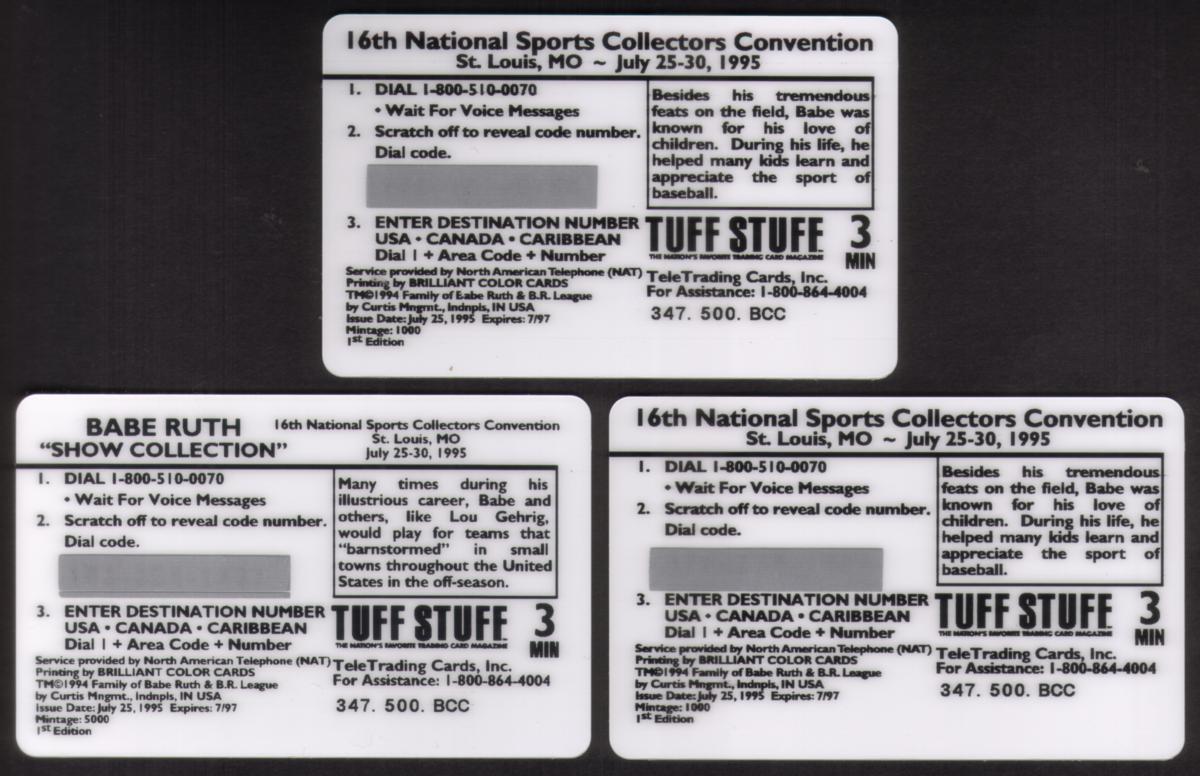 16th National Sports Collectors Convention
St. Louis, MO ~ July 25-30, 1995
1. DIAL 1-800-510-0070
• Wait For Voice Messages
2. Scratch off to reveal code number.
Dial code.
Besides his tremendous
feats on the field, Babe was
known for his love of
children. During his life, he
helped many kids learn and
appreciate the sport of
baseball.
3. ENTER DESTINATION NUMBER
USA • CANADA • CARIBBEAN
Dial 1 + Area Code + Number
TUFF STUFF
THE NATION'S FAVORITE TRADING CARD MAGAZINE
3
MIN
Service provided by North American Telephone (NAT)
Printing by BRILLIANT COLOR CARDS
TM©1994 Family of Babe Ruth & B.R. League
by Curtis Mngmt., Indnpls, IN USA
Issue Date: July 25, 1995 Expires: 7/97
Mintage: 1000
1st Edition
TeleTrading Cards, Inc.
For Assistance: 1-800-864-4004
347. 500. BCC
BABE RUTH
"SHOW COLLECTION"
16th National Sports Collectors Convention
St. Louis, MO
July 25-30, 1995
1. DIAL 1-800-510-0070
• Wait For Voice Messages
2. Scratch off to reveal code number.
Dial code.
Many times during his
illustrious career, Babe and
others, like Lou Gehrig,
would play for teams that
"barnstormed" in small
towns throughout the United
States in the off-season.
3. ENTER DESTINATION NUMBER
USA • CANADA • CARIBBEAN
Dial 1 + Area Code + Number
TUFF STUFF
THE NATION'S FAVORITE TRADING CARD MAGAZINE
3
MIN
Service provided by North American Telephone (NAT)
Printing by BRILLIANT COLOR CARDS
TM©1994 Family of Babe Ruth & B.R. League
by Curtis Mngmt., Indnpls, IN USA
Issue Date: July 25, 1995 Expires: 7/97
Mintage: 5000
1st Edition
TeleTrading Cards, Inc.
For Assistance: 1-800-864-4004
347. 500. BCC
16th National Sports Collectors Convention
St. Louis, MO ~ July 25-30, 1995
1. DIAL 1-800-510-0070
• Wait For Voice Messages
2. Scratch off to reveal code number.
Dial code.
Besides his tremendous
feats on the field, Babe was
known for his love of
children. During his life, he
helped many kids learn and
appreciate the sport of
baseball.
3. ENTER DESTINATION NUMBER
USA • CANADA • CARIBBEAN
Dial 1 + Area Code + Number
TUFF STUFF
THE NATION'S FAVORITE TRADING CARD MAGAZINE
3
MIN
Service provided by North American Telephone (NAT)
Printing by BRILLIANT COLOR CARDS
TM©1994 Family of Babe Ruth & B.R. League
by Curtis Mngmt., Indnpls, IN USA
Issue Date: July 25, 1995 Expires: 7/97
Mintage: 1000
1st Edition
TeleTrading Cards, Inc.
For Assistance: 1-800-864-4004
347. 500. BCC